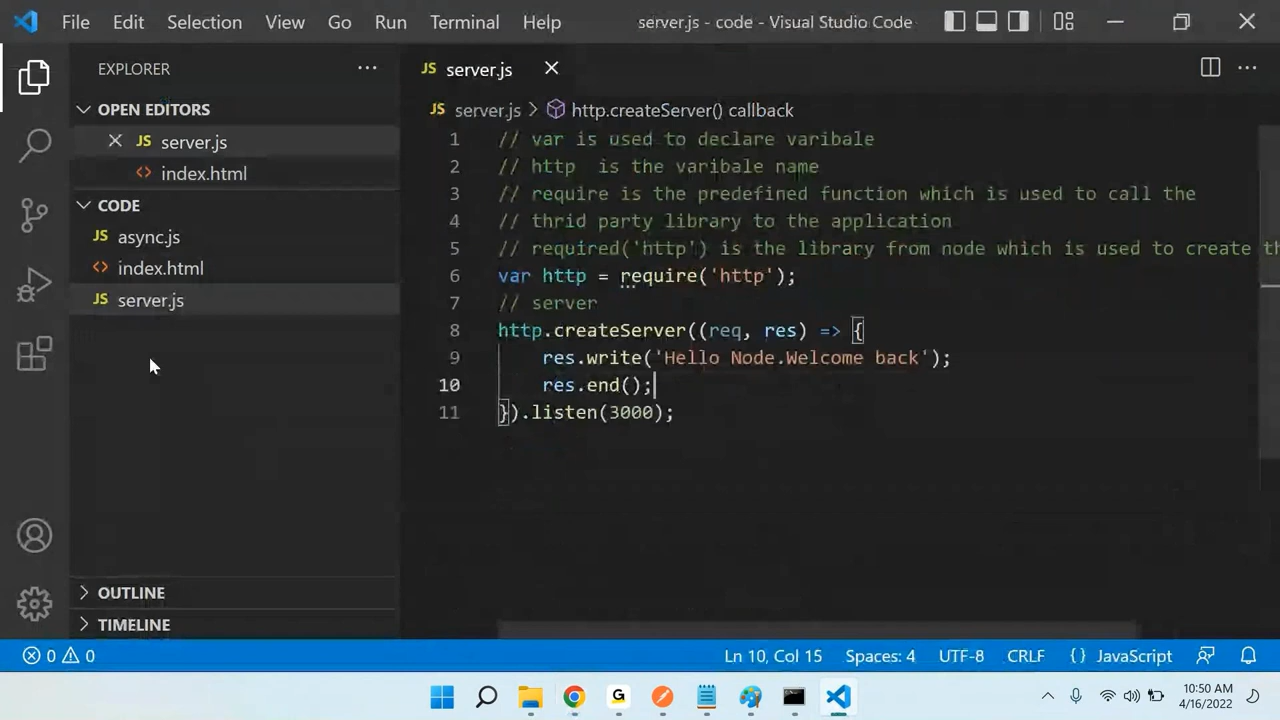 File Edit Selection View Go Run Terminal Help server.js - code - Visual Studio Code
EXPLORER
OPEN EDITORS
JS server.js
<> index.html
CODE
JS async.js
<> index.html
JS server.js
OUTLINE
TIMELINE
JS server.js
JS server.js > http.createServer() callback
1 // var is used to declare varibale
2 // http is the varibale name
3 // require is the predefined function which is used to call the
4 // thrid party library to the application
5 // required('http') is the library from node which is used to create th
6 var http = require('http');
7 // server
8 http.createServer((req, res) => {
9 res.write('Hello Node.Welcome back');
10 res.end();
11 }).listen(3000);
0 0 Ln 10, Col 15 Spaces: 4 UTF-8 CRLF {} JavaScript
G
10:50 AM
4/16/2022